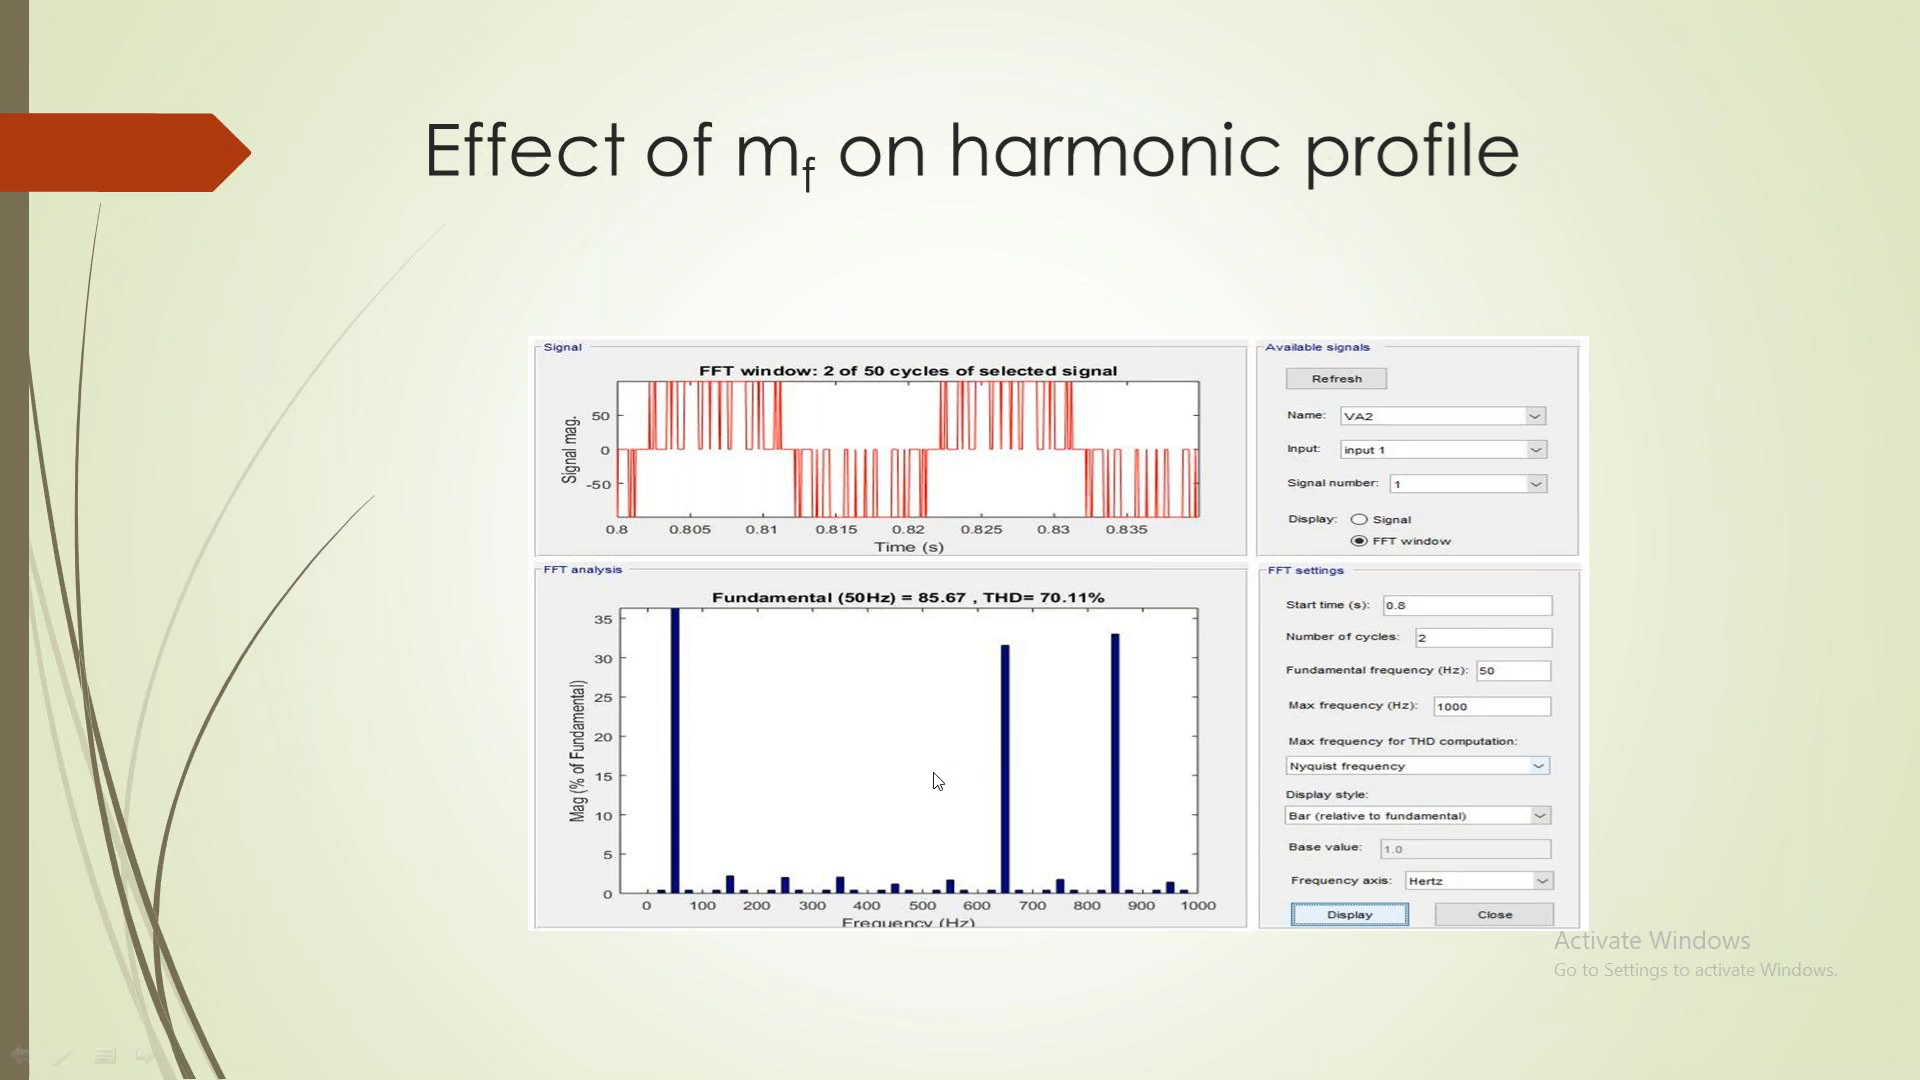 Effect of mf on harmonic profile
Signal
FFT window: 2 of 50 cycles of selected signal
Signal mag.
50
0
-50
0.8 0.805 0.81 0.815 0.82 0.825 0.83 0.835
Time (s)
Available signals
Refresh
Name: VA2
Input: input 1
Signal number: 1
Display: Signal
FFT window
FFT analysis
Fundamental (50Hz) = 85.67 , THD= 70.11%
Mag (% of Fundamental)
35
30
25
20
15
10
5
0
0 100 200 300 400 500 600 700 800 900 1000
Frequency (Hz)
FFT settings
Start time (s): 0.8
Number of cycles: 2
Fundamental frequency (Hz): 50
Max frequency (Hz): 1000
Max frequency for THD computation:
Nyquist frequency
Display style:
Bar (relative to fundamental)
Base value: 1.0
Frequency axis: Hertz
Display Close
Activate Windows
Go to Settings to activate Windows.